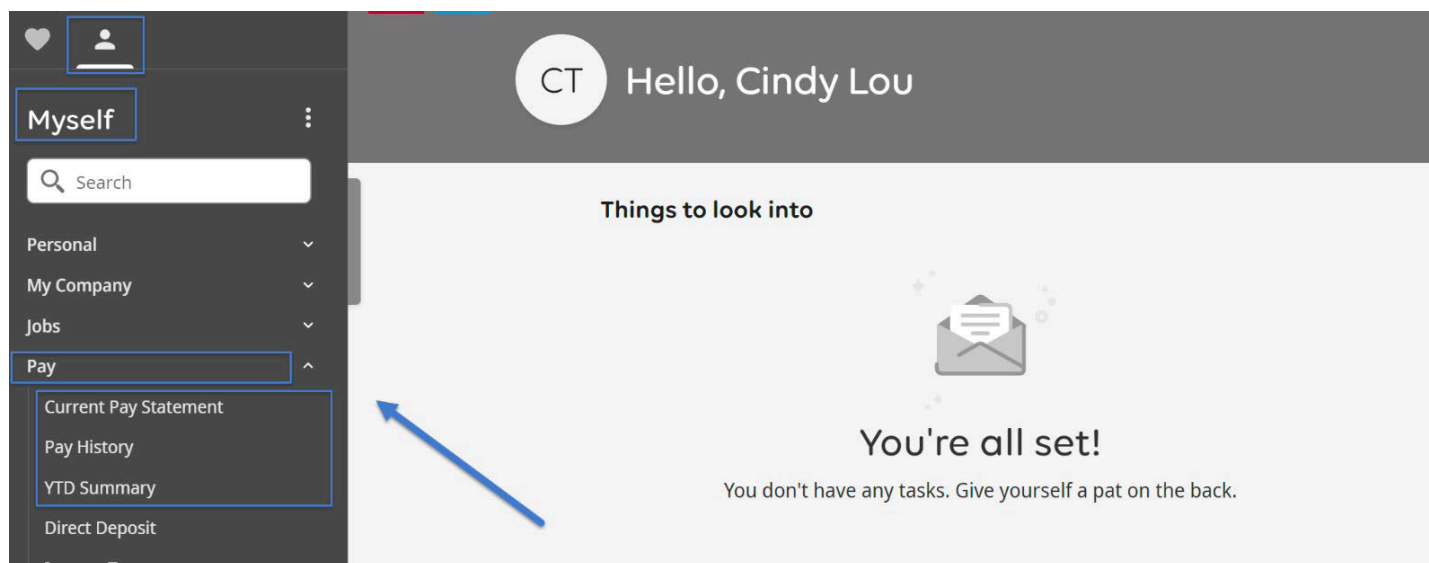 Myself
Search
Personal
My Company
Jobs
Pay
Current Pay Statement
Pay History
YTD Summary
Direct Deposit
CT
Hello, Cindy Lou
Things to look into
You're all set!
You don't have any tasks. Give yourself a pat on the back.